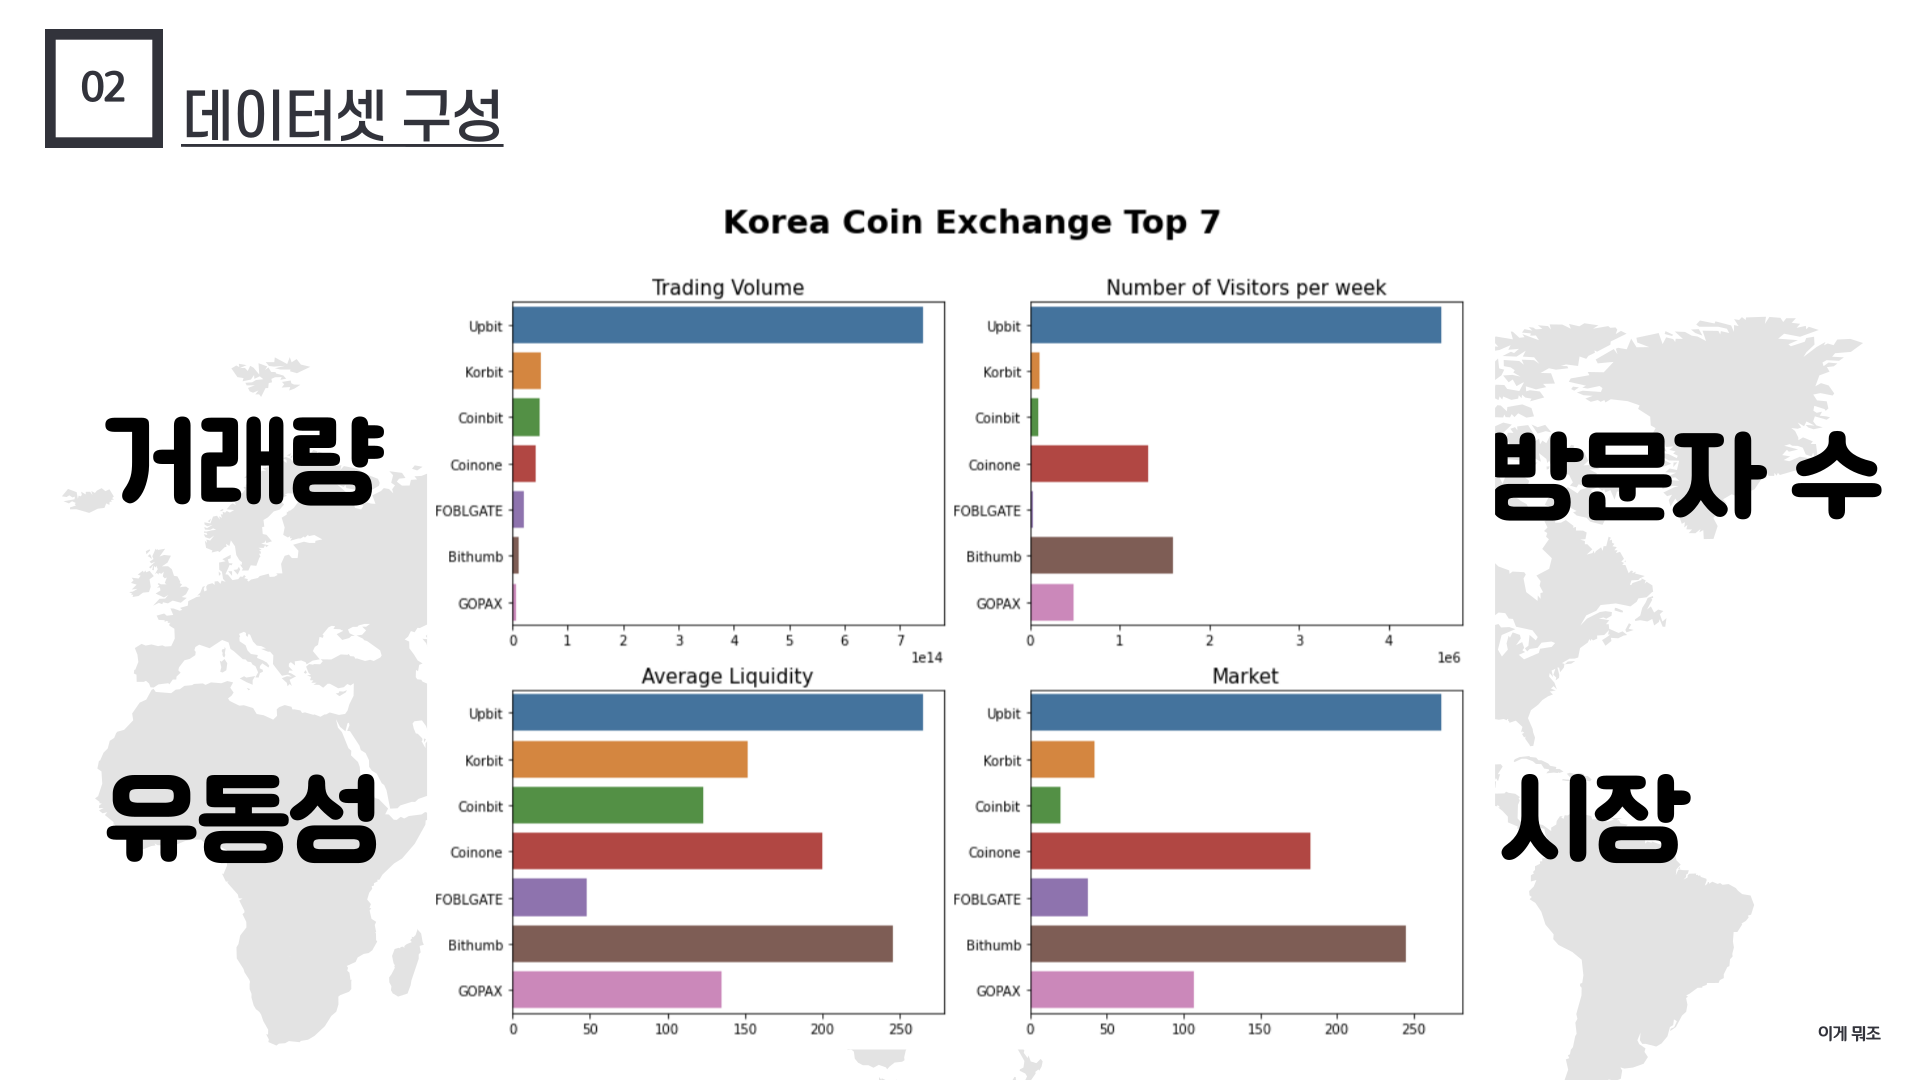 02
데이터셋 구성
Korea Coin Exchange Top 7
거래량
Trading Volume
Upbit
Korbit
Coinbit
Coinone
FOBLGATE
Bithumb
GOPAX
0 1 2 3 4 5 6 7
1e14
방문자 수
Number of Visitors per week
Upbit
Korbit
Coinbit
Coinone
FOBLGATE
Bithumb
GOPAX
0 1 2 3 4
1e6
유동성
Average Liquidity
Upbit
Korbit
Coinbit
Coinone
FOBLGATE
Bithumb
GOPAX
0 50 100 150 200 250
시장
Market
Upbit
Korbit
Coinbit
Coinone
FOBLGATE
Bithumb
GOPAX
0 50 100 150 200 250
이게 뭐조